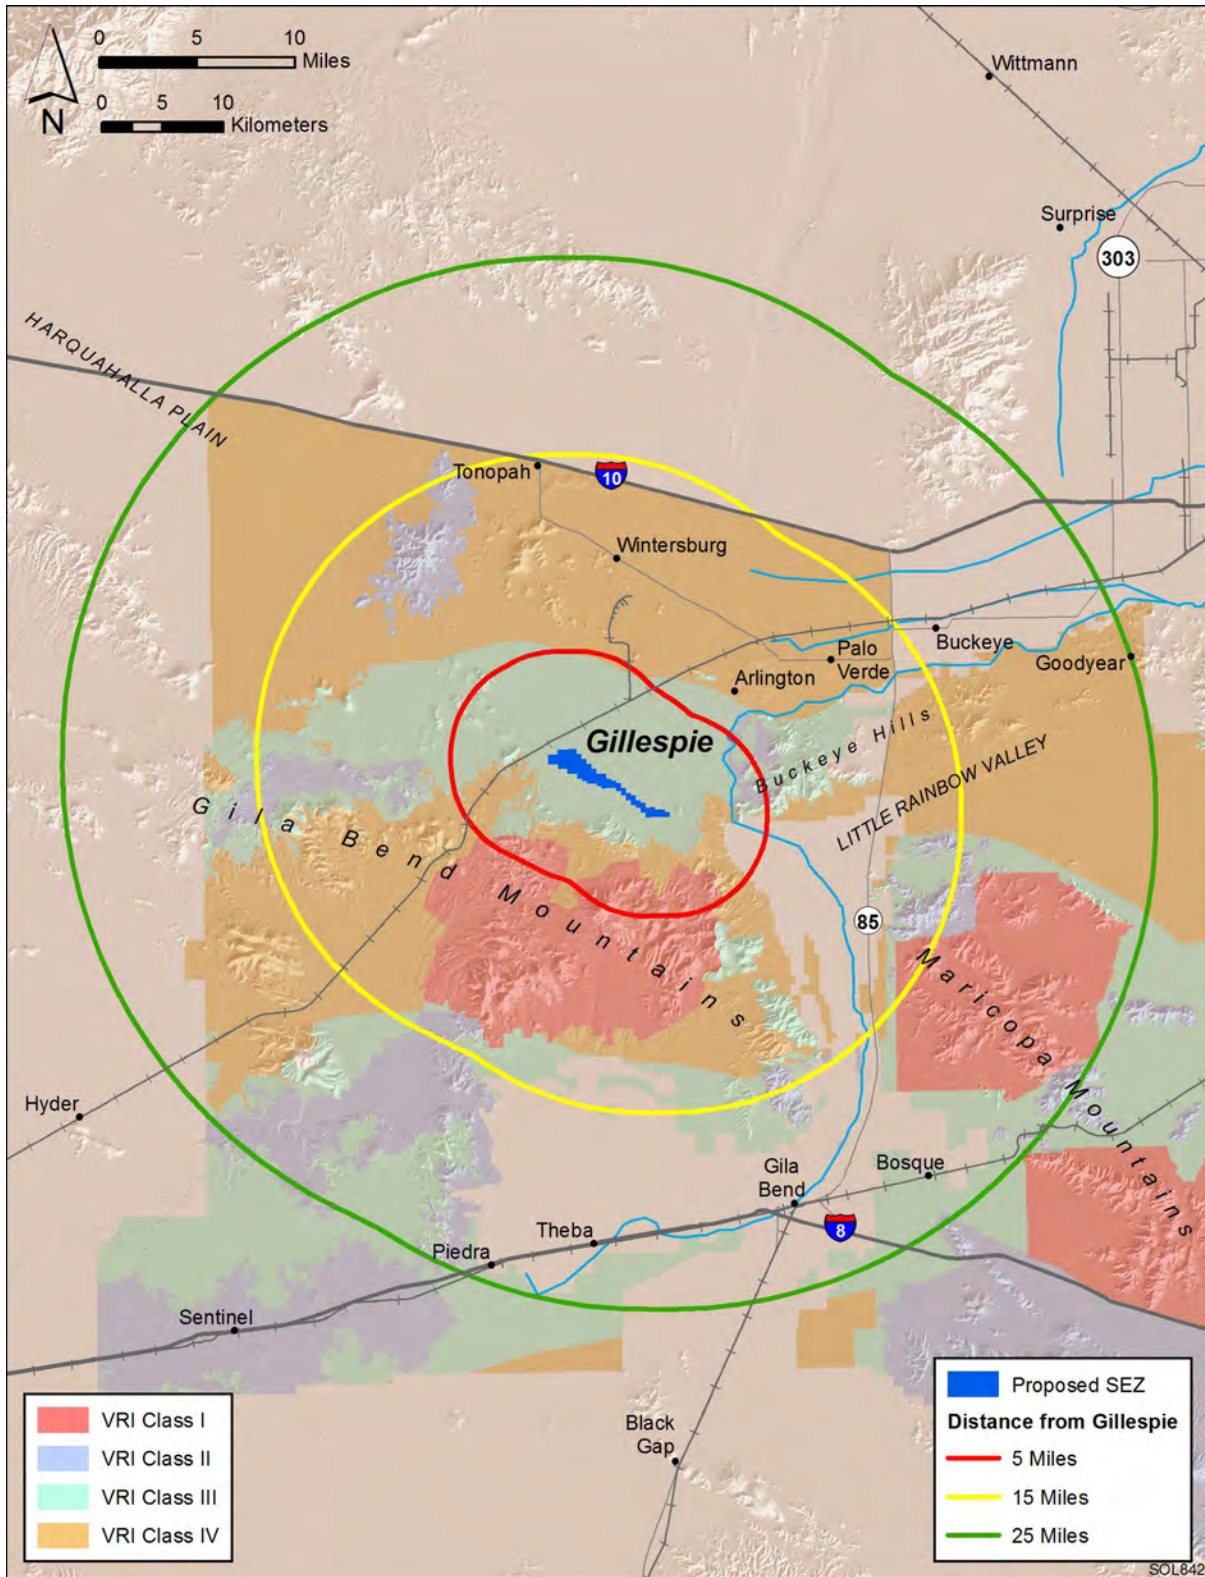 0 5 10
Miles
0 5 10
Kilometers
N
Wittmann
Surprise
303
HARQUAHALLA PLAIN
Tonopah
10
Wintersburg
Buckeye
Palo
Verde
Goodyear
Arlington
Gillespie
Buckeye Hills
LITTLE RAINBOW VALLEY
Gila Bend Mountains
85
Maricopa Mountains
Hyder
Gila
Bend
Bosque
Theba
8
Piedra
Sentinel
Black
Gap
VRI Class I
VRI Class II
VRI Class III
VRI Class IV
Proposed SEZ
Distance from Gillespie
5 Miles
15 Miles
25 Miles
SOL842